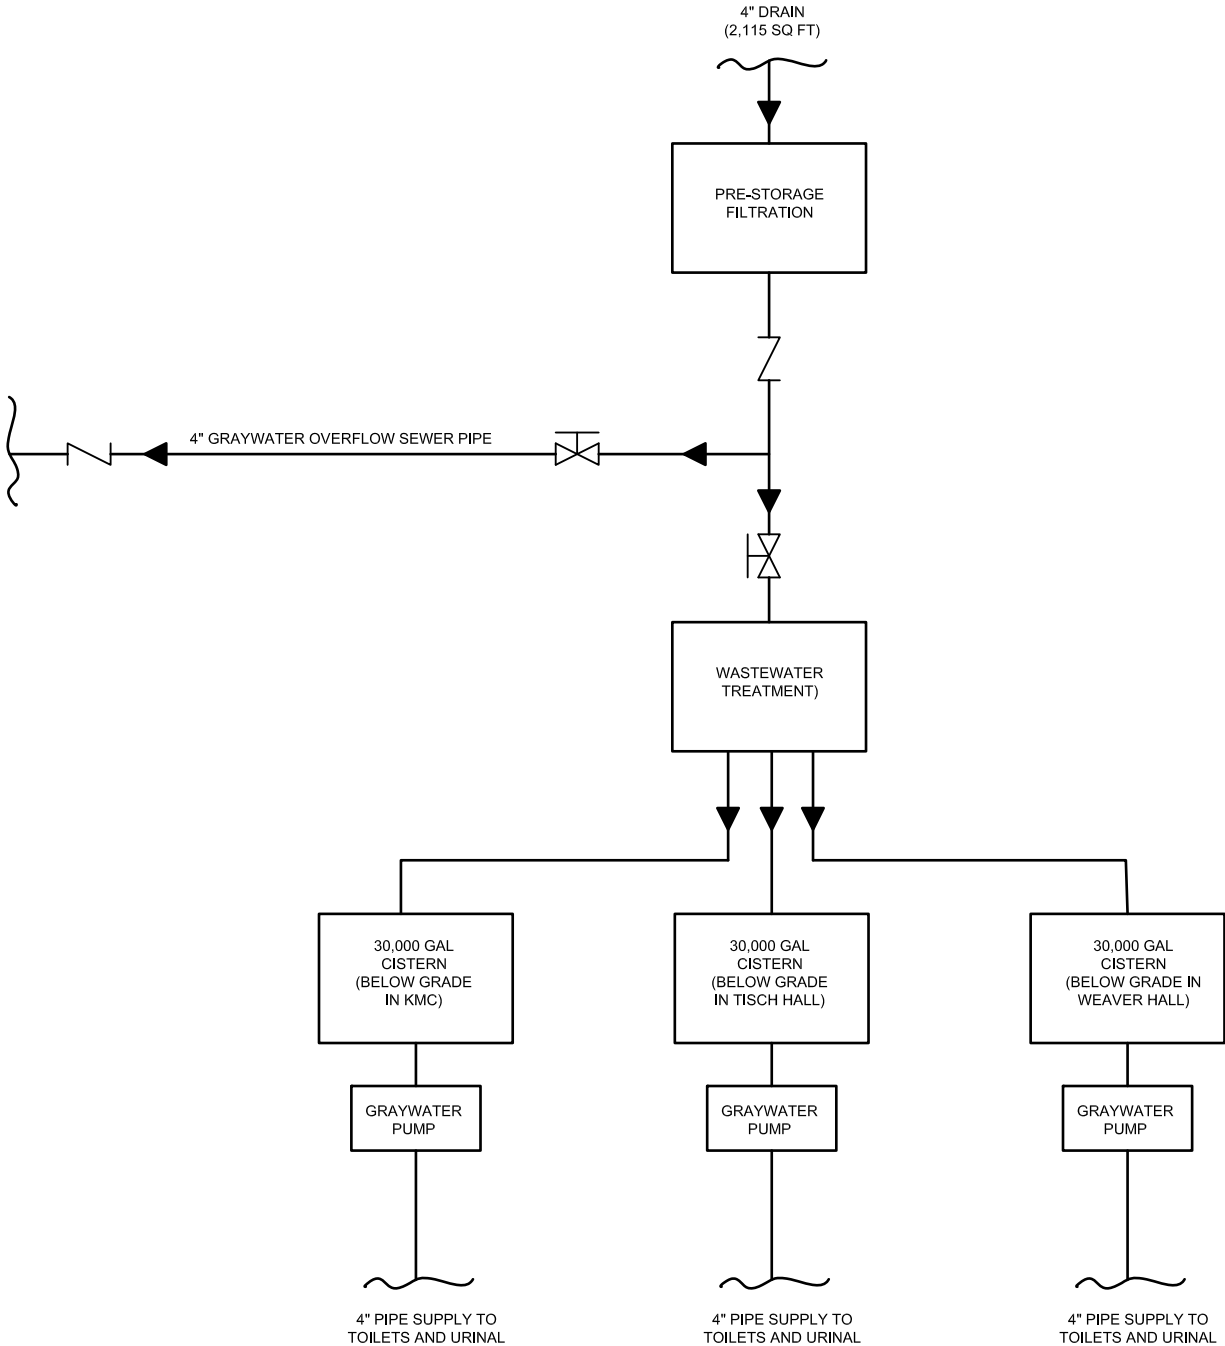 4" DRAIN
(2,115 SQ FT)
PRE-STORAGE
FILTRATION
4" GRAYWATER OVERFLOW SEWER PIPE
WASTEWATER
TREATMENT)
30,000 GAL
CISTERN
(BELOW GRADE
IN KMC)
30,000 GAL
CISTERN
(BELOW GRADE
IN TISCH HALL)
30,000 GAL
CISTERN
(BELOW GRADE IN
WEAVER HALL)
GRAYWATER
PUMP
GRAYWATER
PUMP
GRAYWATER
PUMP
4" PIPE SUPPLY TO
TOILETS AND URINAL
4" PIPE SUPPLY TO
TOILETS AND URINAL
4" PIPE SUPPLY TO
TOILETS AND URINAL